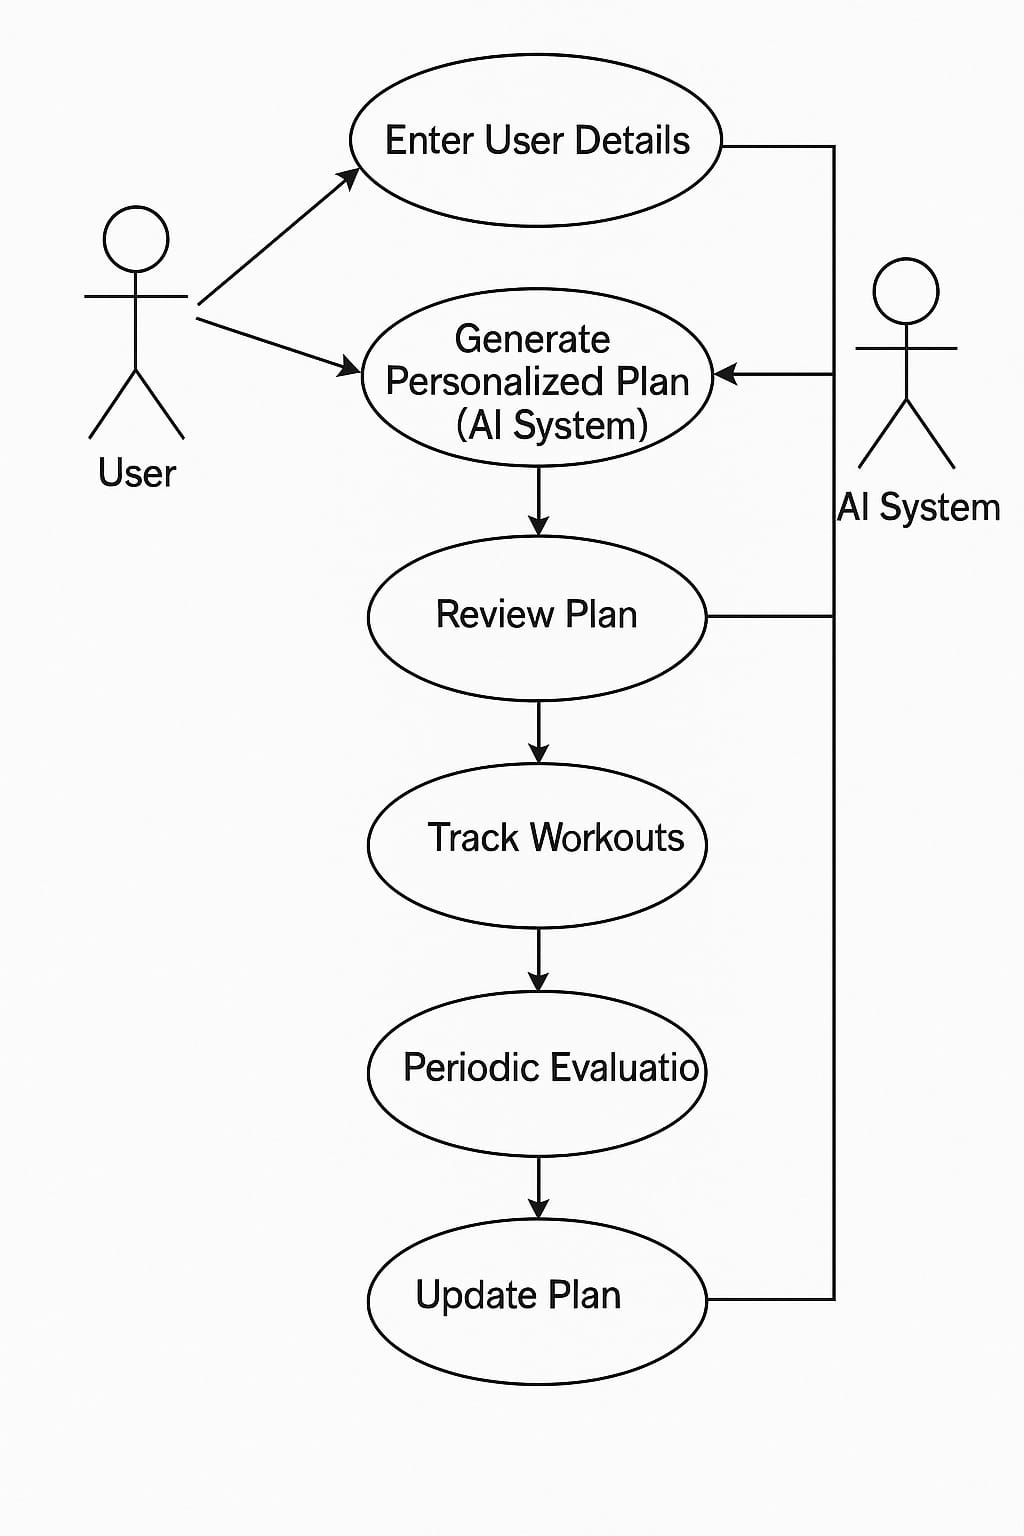 Enter User Details
User
Generate
Personalized Plan
(AI System)
AI System
Review Plan
Track Workouts
Periodic Evaluatio
Update Plan